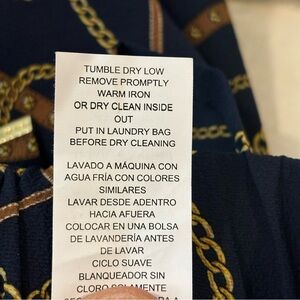 TUMBLE DRY LOW
REMOVE PROMPTLY
WARM IRON
OR DRY CLEAN INSIDE
OUT
PUT IN LAUNDRY BAG
BEFORE DRY CLEANING
LAVADO A MÁQUINA CON
AGUA FRÍA CON COLORES
SIMILARES
LAVAR DESDE ADENTRO
HACIA AFUERA
COLOCAR EN UNA BOLSA
DE LAVANDERÍA ANTES
DE LAVAR
CICLO SUAVE
BLANQUEADOR SIN
CLORO SOLAMENTE